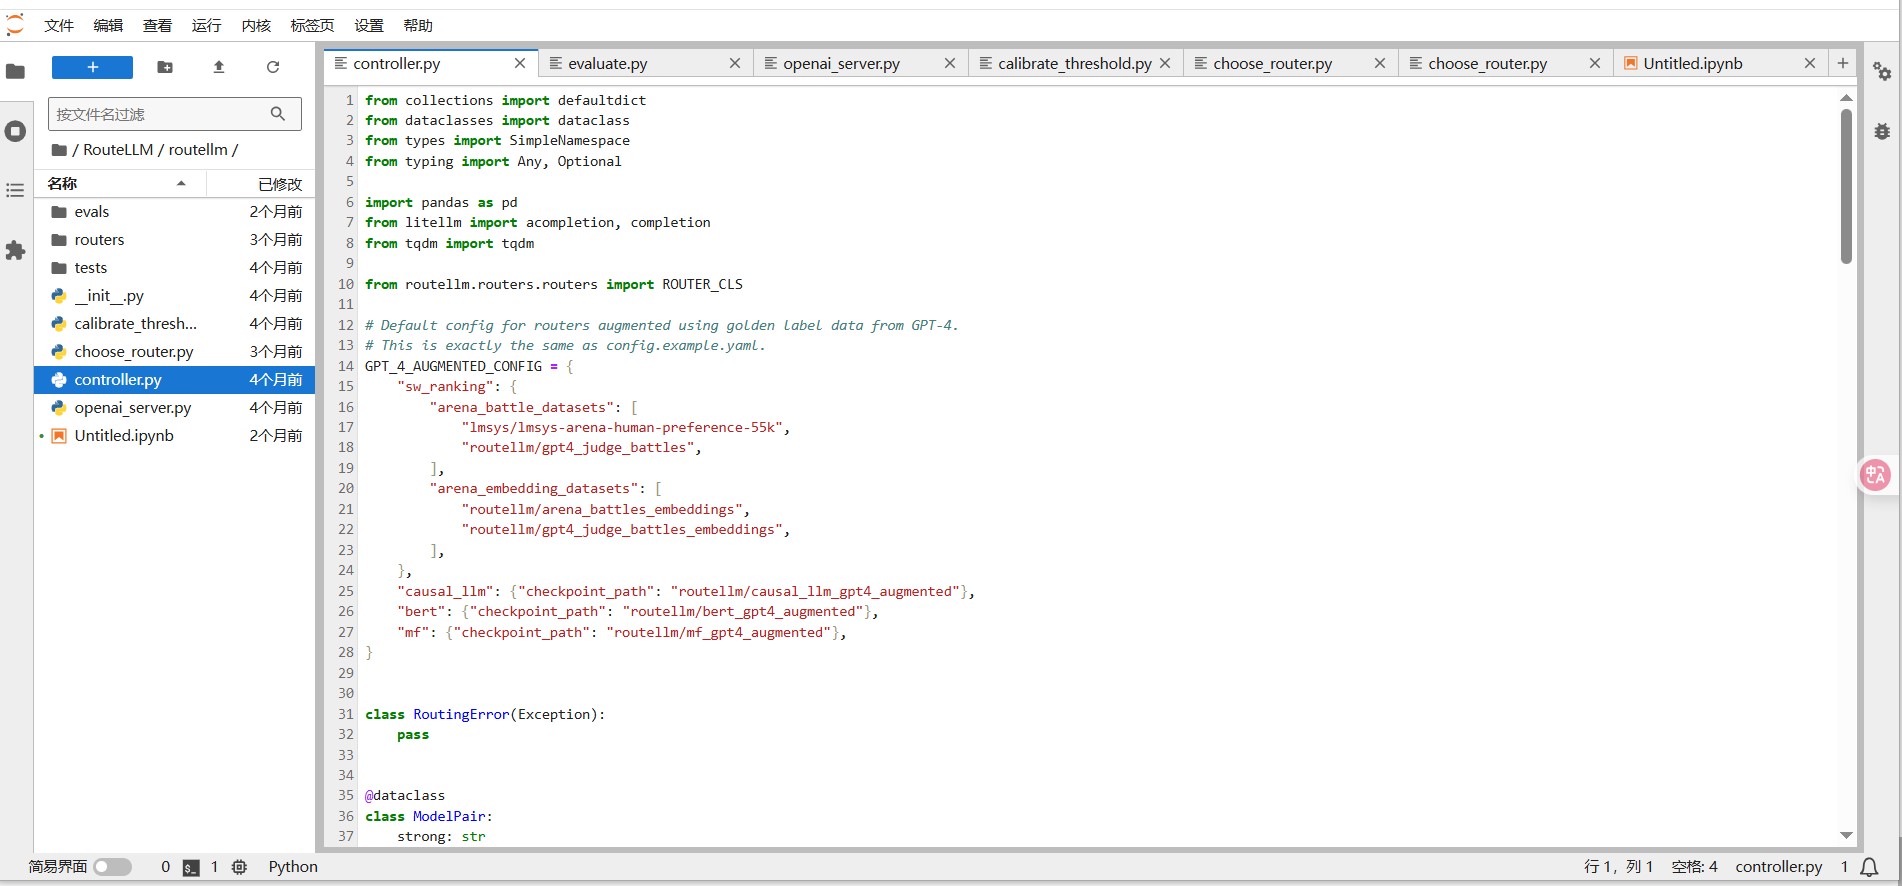 文件 编辑 查看 运行 内核 标签页 设置 帮助
+
按文件名过滤
/ RouteLLM / routellm /
名称 已修改
evals 2个月前
routers 3个月前
tests 4个月前
__init__.py 4个月前
calibrate_thresh... 4个月前
choose_router.py 3个月前
controller.py 4个月前
openai_server.py 4个月前
Untitled.ipynb 2个月前
controller.py evaluate.py openai_server.py calibrate_threshold.py choose_router.py choose_router.py Untitled.ipynb +
1 from collections import defaultdict
2 from dataclasses import dataclass
3 from types import SimpleNamespace
4 from typing import Any, Optional
5
6 import pandas as pd
7 from litellm import acompletion, completion
8 from tqdm import tqdm
9
10 from routellm.routers.routers import ROUTER_CLS
11
12 # Default config for routers augmented using golden label data from GPT-4.
13 # This is exactly the same as config.example.yaml.
14 GPT_4_AUGMENTED_CONFIG = {
15     "sw_ranking": {
16         "arena_battle_datasets": [
17             "lmsys/lmsys-arena-human-preference-55k",
18             "routellm/gpt4_judge_battles",
19         ],
20         "arena_embedding_datasets": [
21             "routellm/arena_battles_embeddings",
22             "routellm/gpt4_judge_battles_embeddings",
23         ],
24     },
25     "causal_llm": {"checkpoint_path": "routellm/causal_llm_gpt4_augmented"},
26     "bert": {"checkpoint_path": "routellm/bert_gpt4_augmented"},
27     "mf": {"checkpoint_path": "routellm/mf_gpt4_augmented"},
28 }
29
30
31 class RoutingError(Exception):
32     pass
33
34
35 @dataclass
36 class ModelPair:
37     strong: str
中A
简易界面 0 $_ 1 Python 行 1，列 1 空格: 4 controller.py 1